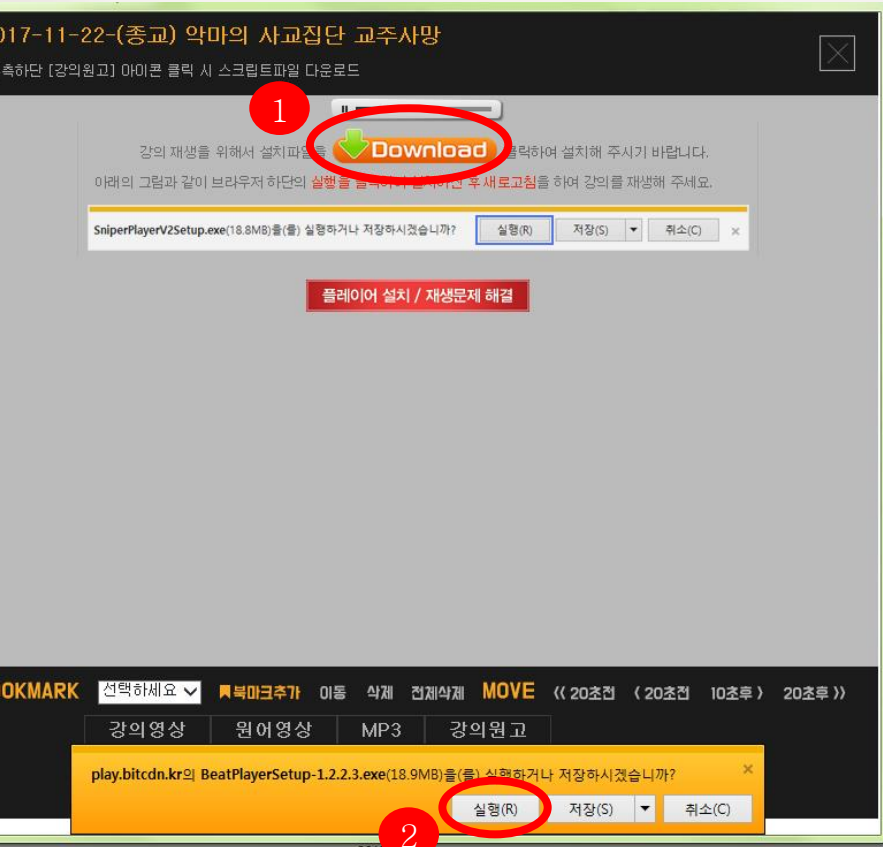 017-11-22-(종교) 악마의 사교집단 교주사망
측하단 [강의원고] 아이콘 클릭 시 스크립트파일 다운로드
1
강의 재생을 위해서 설치파일을 Download 클릭하여 설치해 주시기 바랍니다.
아래의 그림과 같이 브라우저 하단의 실행을 후 새로고침을 하여 강의를 재생해 주세요.
SniperPlayerV2Setup.exe(18.8MB)을(를) 실행하거나 저장하시겠습니까? 실행(R) 저장(S) 취소(C) ×
플레이어 설치 / 재생문제 해결
OKMARK 선택하세요 북마크추가 이동 삭제 전체삭제 MOVE 《 20초전 〈 20초전 10초후 〉 20초후 》
강의영상 원어영상 MP3 강의원고
play.bitcdn.kr의 BeatPlayerSetup-1.2.2.3.exe(18.9MB)을(를) 실행하거나 저장하시겠습니까? ×
실행(R) 저장(S) 취소(C)
2